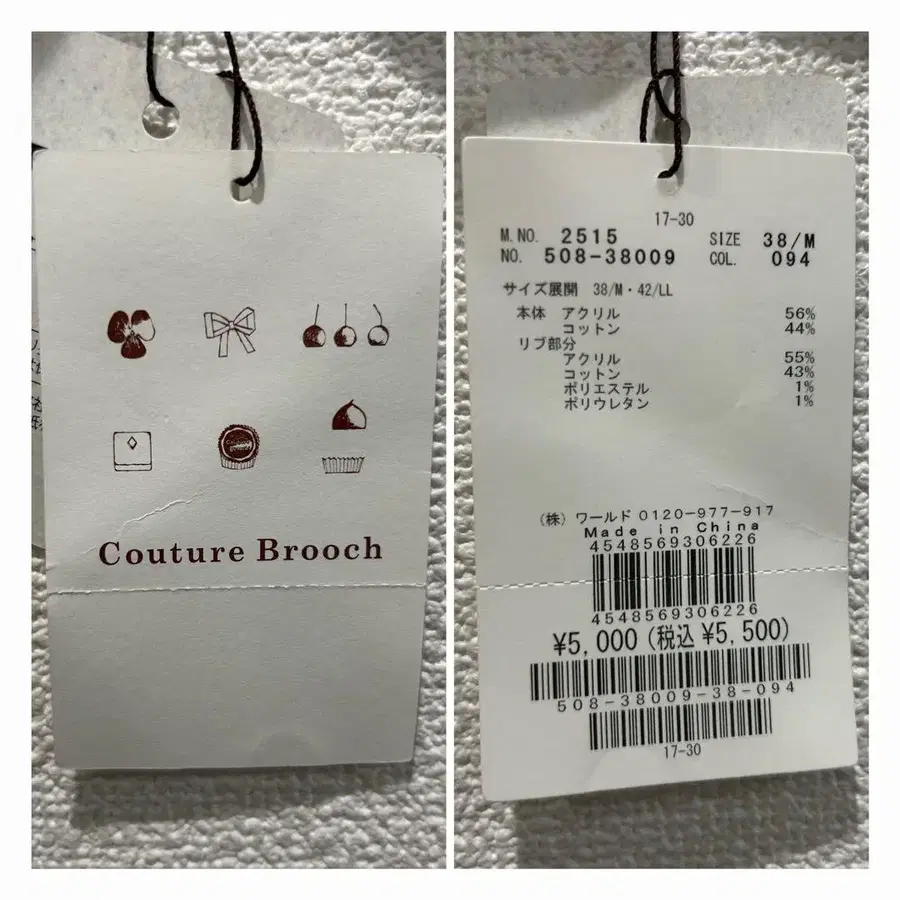 Couture Brooch
17-30
M.NO. 2515 SIZE 38/M
NO. 508-38009 COL. 094
サイズ展開 38/M・42/LL
本体 アクリル 56%
コットン 44%
リブ部分
アクリル 55%
コットン 43%
ポリエステル 1%
ポリウレタン 1%
(株) ワールド 0120-977-917
Made in China
4548569306226
4548569306226
¥5,000 (税込 ¥5,500)
508-38009-38-094
17-30